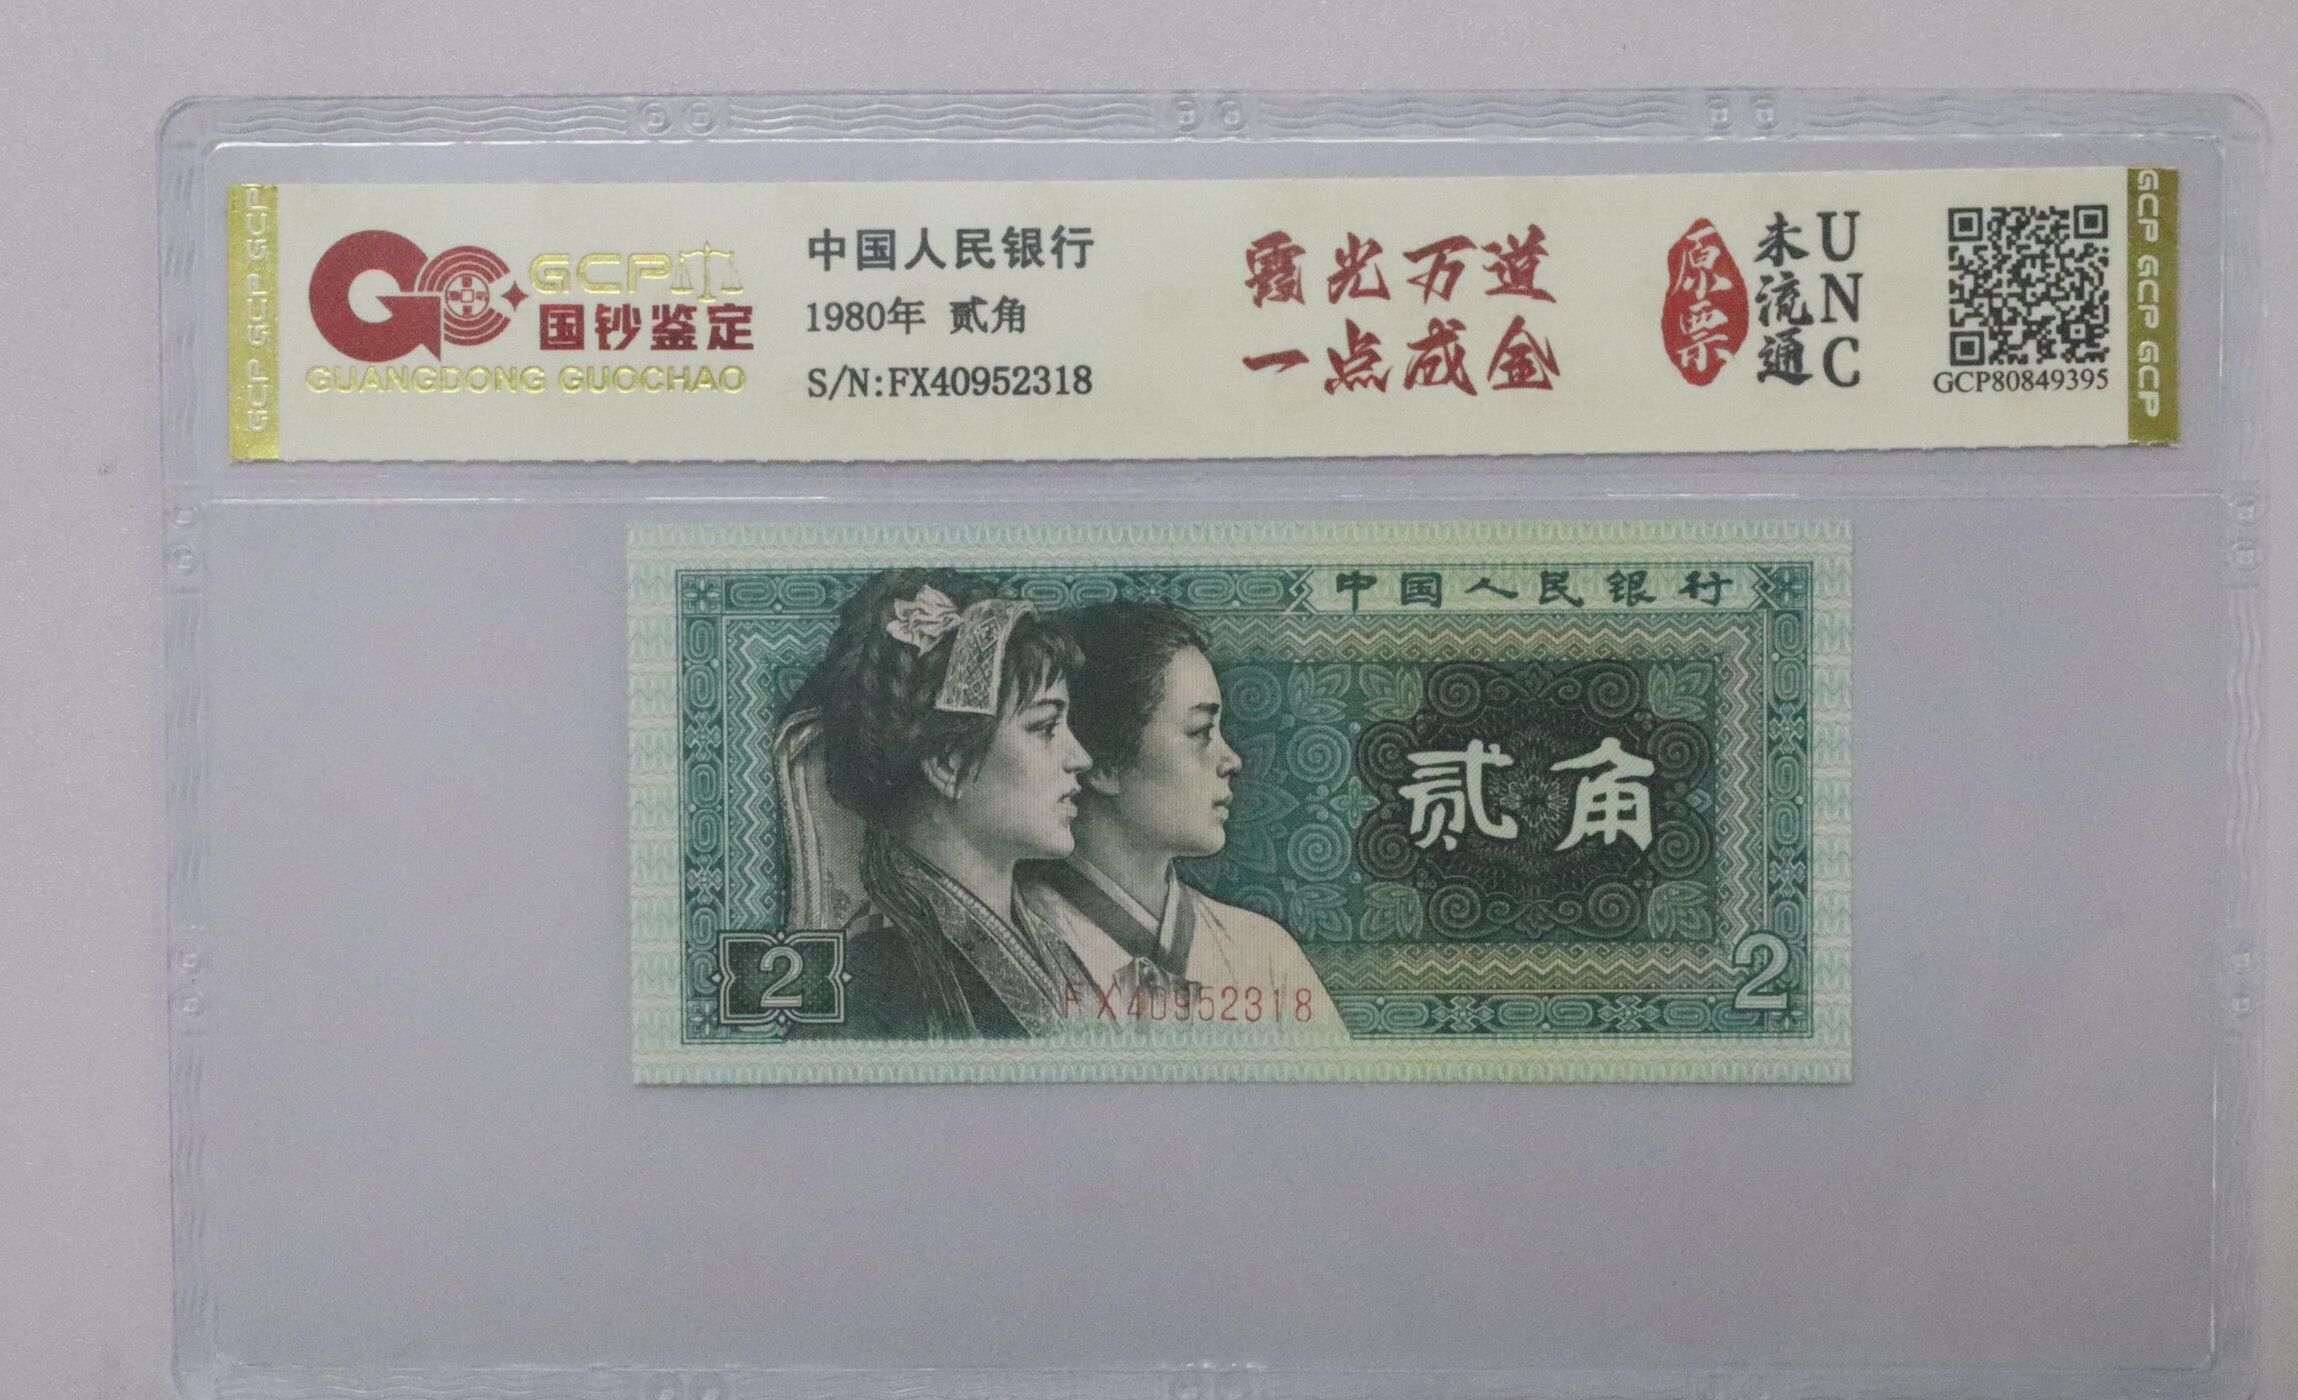 GCP
国钞鉴定
GUANGDONG GUOCHAO
中国人民银行
1980年 贰角
S/N:FX40952318
霞光万道
一点成金
原票
未流通
UNC
GCP80849395
GCP GCP GCP
GCP GCP GCP
中国人民银行
贰角
2
2
FX40952318